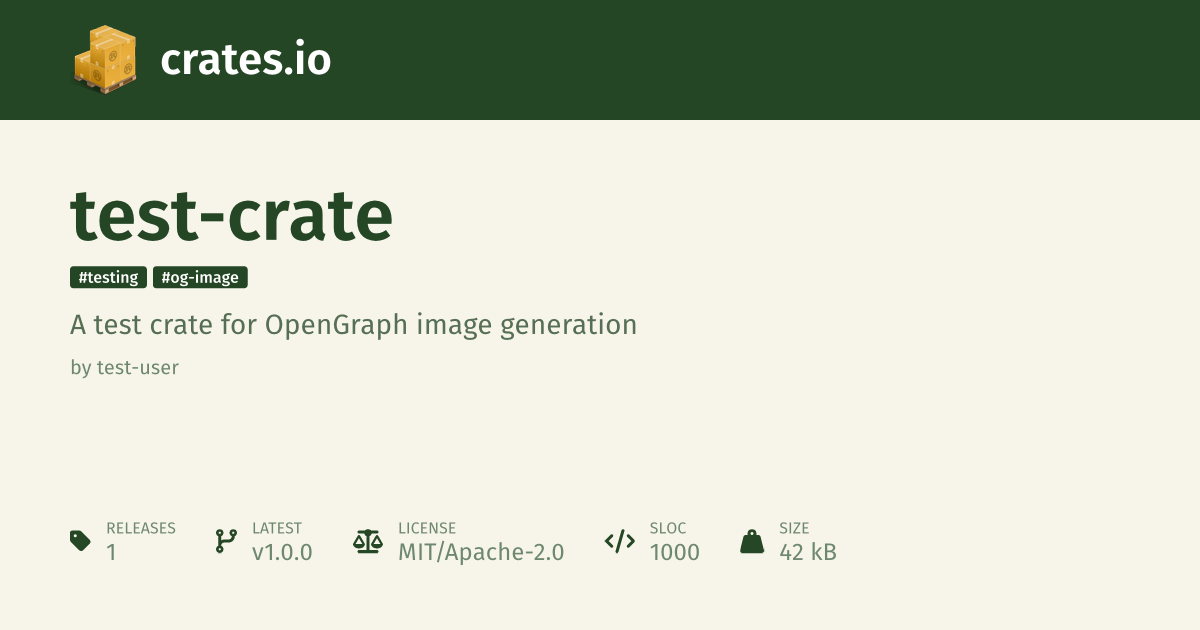 crates.io
test-crate
#testing #og-image
A test crate for OpenGraph image generation
by test-user
RELEASES LATEST LICENSE SLOC SIZE
1 v1.0.0 MIT/Apache-2.0 1000 42 kB